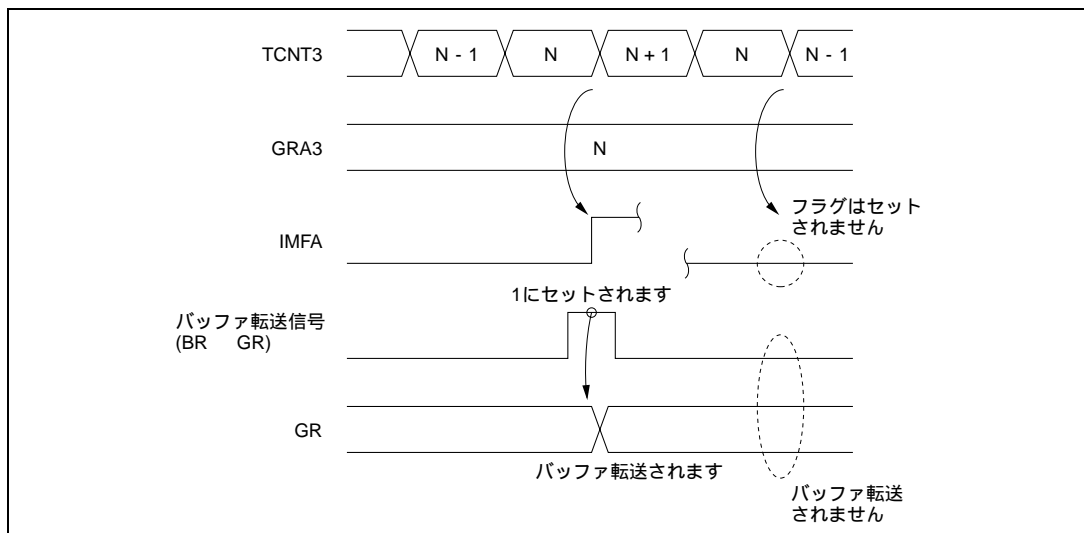 TCNT3
N - 1
N
N + 1
N
N - 1
GRA3
N
フラグはセット
されません
IMFA
1にセットされます
バッファ転送信号
(BR GR)
GR
バッファ転送されます
バッファ転送
されません